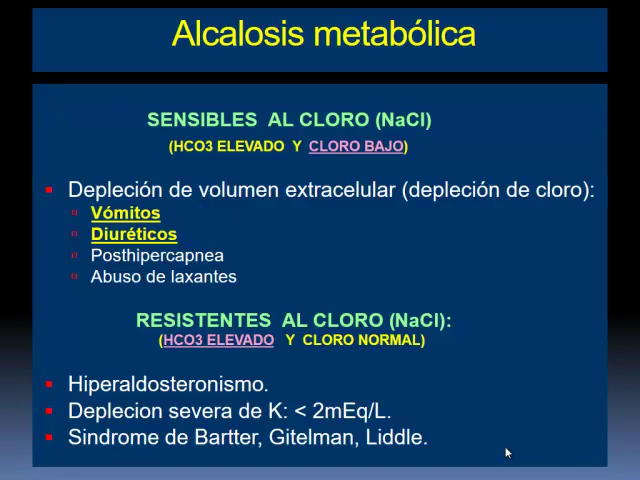 Alcalosis metabólica
SENSIBLES AL CLORO (NaCl)
(HCO3 ELEVADO Y CLORO BAJO)
Depleción de volumen extracelular (depleción de cloro):
Vómitos
Diuréticos
Posthipercapnea
Abuso de laxantes
RESISTENTES AL CLORO (NaCl):
(HCO3 ELEVADO Y CLORO NORMAL)
Hiperaldosteronismo.
Deplecion severa de K: < 2mEq/L.
Sindrome de Bartter, Gitelman, Liddle.